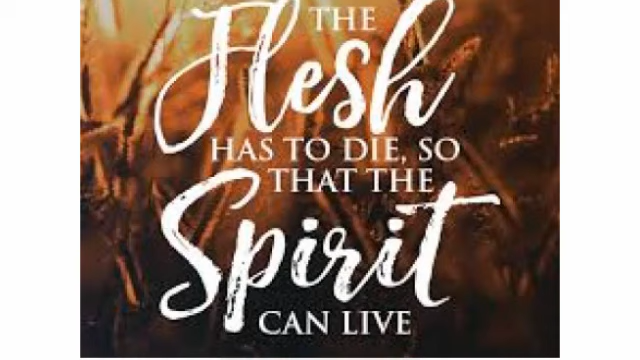 THE
Flesh
HAS TO DIE, SO
THAT THE
Spirit
CAN LIVE